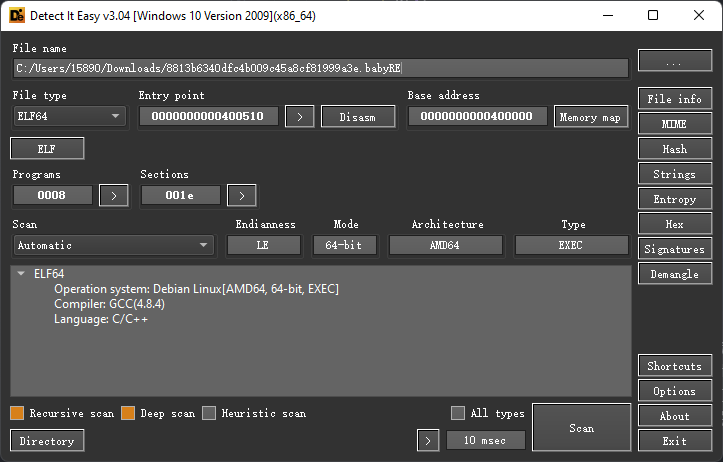 Detect It Easy v3.04 [Windows 10 Version 2009](x86_64)
File name
C:/Users/15890/Downloads/8813b6340dfc4b009c45a8cf81999a3e.babyRE
...
File type Entry point Base address
ELF64 0000000000400510 > Disasm 0000000000400000 Memory map
File info
MIME
ELF
Hash
Programs Sections
Strings
0008 > 001e >
Entropy
Scan Endianness Mode Architecture Type
Hex
Automatic LE 64-bit AMD64 EXEC
Signatures
ELF64
Demangle
Operation system: Debian Linux[AMD64, 64-bit, EXEC]
Compiler: GCC(4.8.4)
Language: C/C++
Shortcuts
Options
Recursive scan Deep scan Heuristic scan All types
About
Scan
Directory > 10 msec
Exit